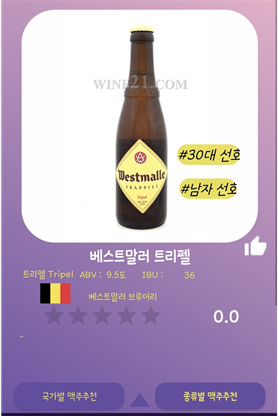 WINE21.COM
Westmalle
TRAPPIST
Tripel
#30대 선호
#남자 선호
베스트말러 트리펠
트리펠 Tripel ABV : 9.5도 IBU : 36
베스트말러 브루어리
0.0
-
국가별 맥주추천 종류별 맥주추천